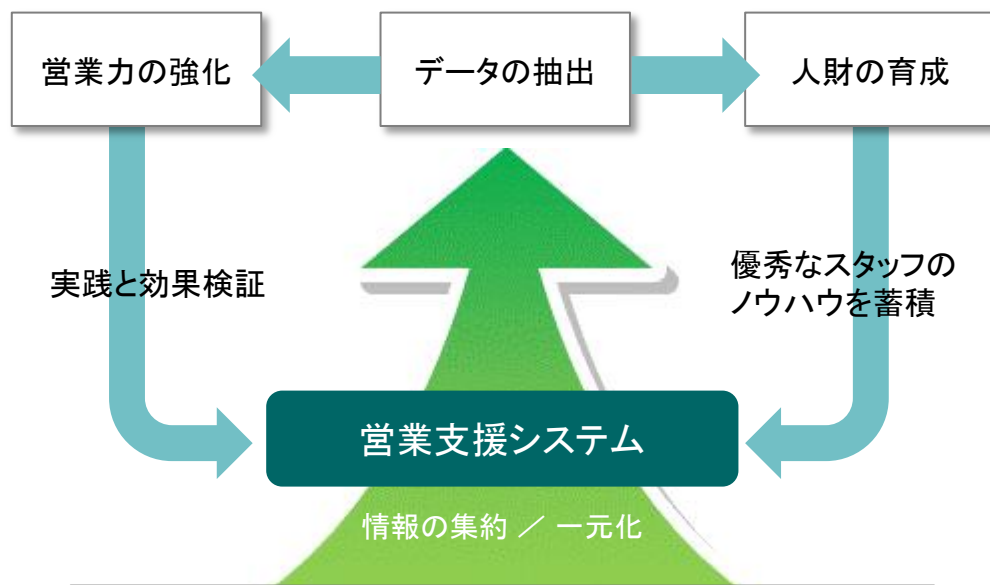 営業力の強化
データの抽出
人財の育成
実践と効果検証
優秀なスタッフの
ノウハウを蓄積
営業支援システム
情報の集約 ／ 一元化